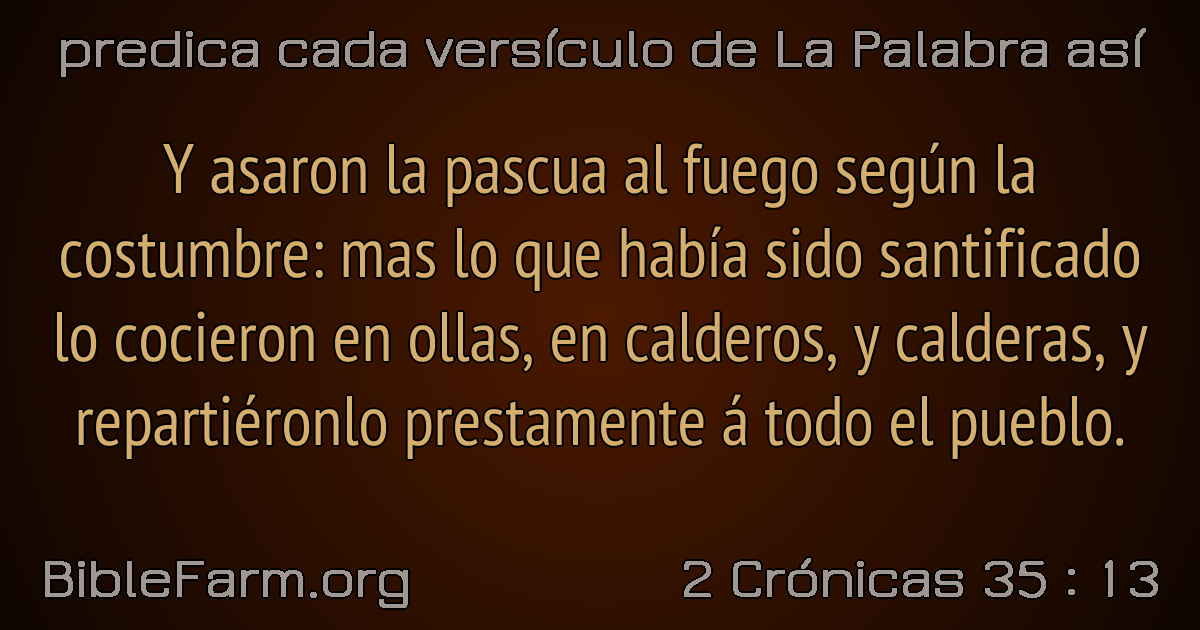 predica cada versículo de La Palabra así
Y asaron la pascua al fuego según la
costumbre: mas lo que había sido santificado
lo cocieron en ollas, en calderos, y calderas, y
repartiéronlo prestamente á todo el pueblo.
BibleFarm.org
2 Crónicas 35 : 13